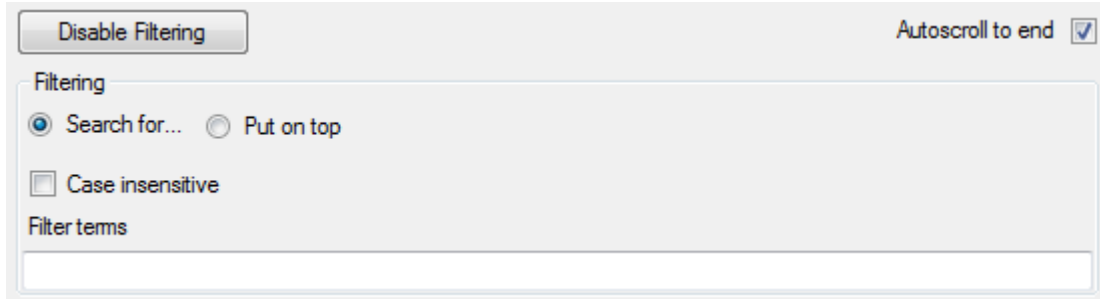 Disable Filtering
Autoscroll to end
Filtering
Search for... Put on top
Case insensitive
Filter terms